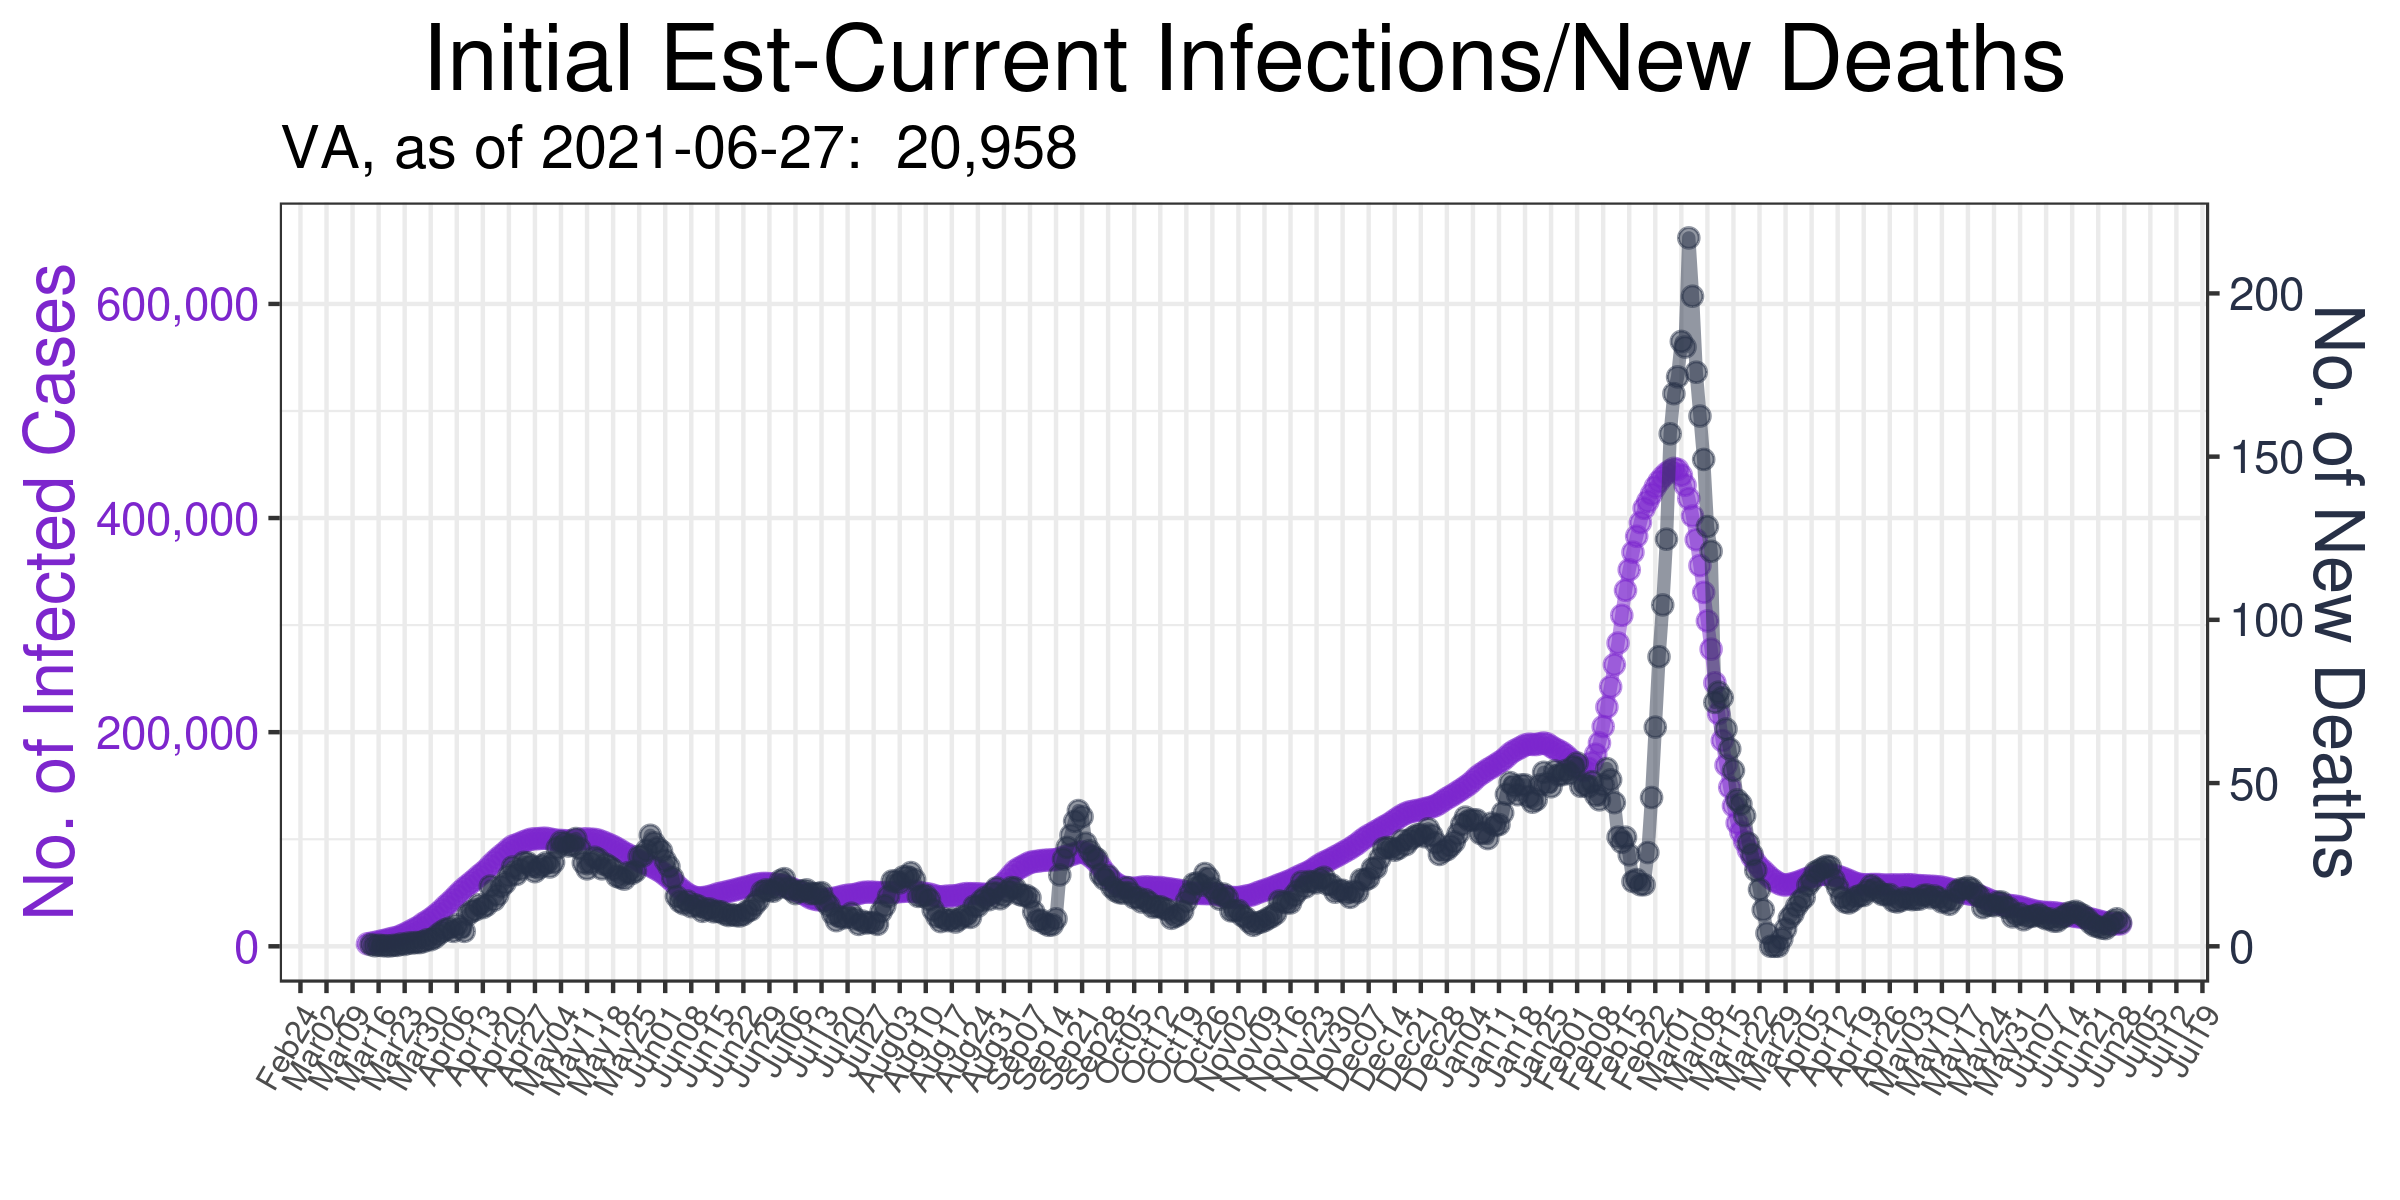 Initial Est-Current Infections/New Deaths
VA, as of 2021-06-27: 20,958
No. of Infected Cases
600,000
400,000
200,000
0
200
150
100
50
0
No. of New Deaths
Feb24
Mar02
Mar09
Mar16
Mar23
Mar30
Apr06
Apr13
Apr20
Apr27
May04
May11
May18
May25
Jun01
Jun08
Jun15
Jun22
Jun29
Jul06
Jul13
Jul20
Jul27
Aug03
Aug10
Aug17
Aug24
Aug31
Sep07
Sep14
Sep21
Sep28
Oct05
Oct12
Oct19
Oct26
Nov02
Nov09
Nov16
Nov23
Nov30
Dec07
Dec14
Dec21
Dec28
Jan04
Jan11
Jan18
Jan25
Feb01
Feb08
Feb15
Feb22
Mar01
Mar08
Mar15
Mar22
Mar29
Apr05
Apr12
Apr19
Apr26
May03
May10
May17
May24
May31
Jun07
Jun14
Jun21
Jun28
Jul05
Jul12
Jul19